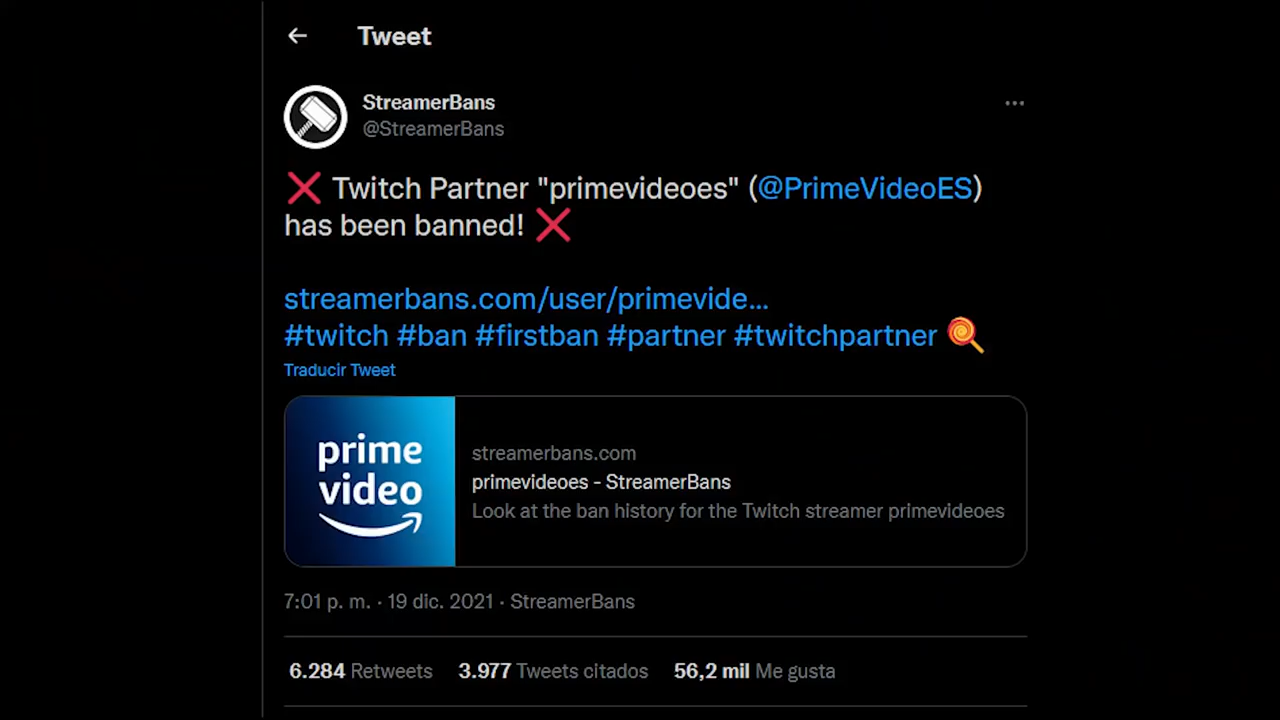 Tweet
StreamerBans
@StreamerBans
❌ Twitch Partner "primevideoes" (@PrimeVideoES)
has been banned! ❌
streamerbans.com/user/primevide...
#twitch #ban #firstban #partner #twitchpartner 🍭
Traducir Tweet
prime
video
streamerbans.com
primevideoes - StreamerBans
Look at the ban history for the Twitch streamer primevideoes
7:01 p. m. · 19 dic. 2021 · StreamerBans
6.284 Retweets 3.977 Tweets citados 56,2 mil Me gusta